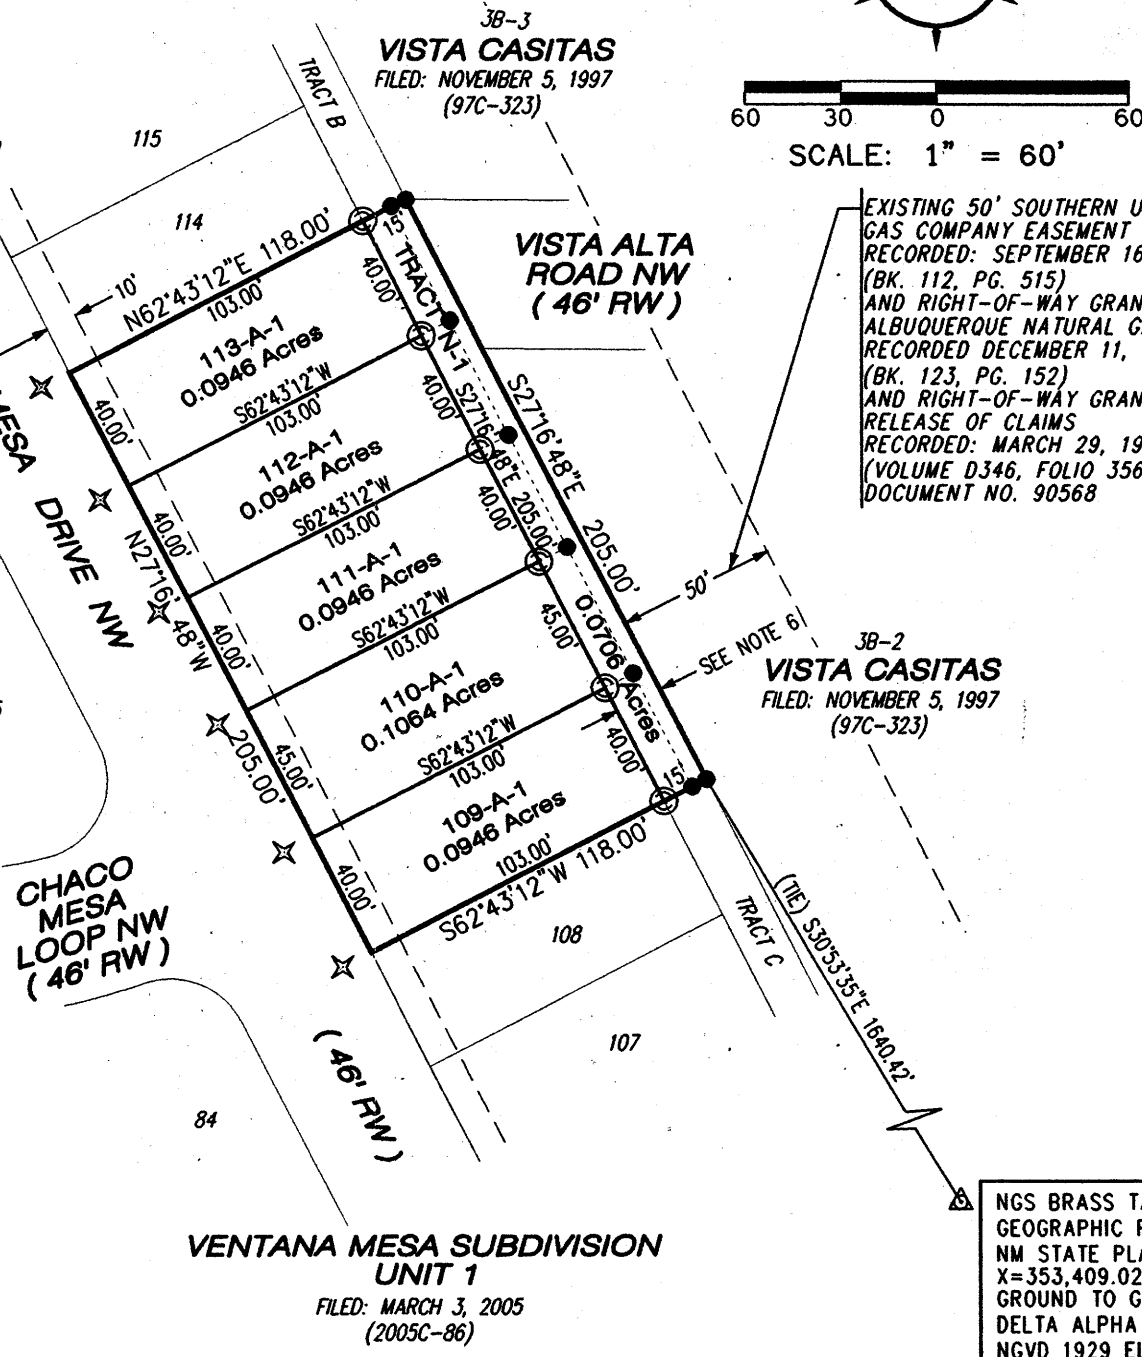 3B-3
VISTA CASITAS
FILED: NOVEMBER 5, 1997
(97C-323)
TRACT B
60 30 0 60
SCALE: 1" = 60'
115
114
EXISTING 50' SOUTHERN U
GAS COMPANY EASEMENT
RECORDED: SEPTEMBER 16
(BK. 112, PG. 515)
AND RIGHT-OF-WAY GRAN
ALBUQUERQUE NATURAL G
RECORDED DECEMBER 11,
(BK. 123, PG. 152)
AND RIGHT-OF-WAY GRAN
RELEASE OF CLAIMS
RECORDED: MARCH 29, 19
(VOLUME D346, FOLIO 356
DOCUMENT NO. 90568
VISTA ALTA
ROAD NW
( 46' RW )
10'
N62°43'12"E 118.00'
103.00'
15'
TRACT N-1
40.00'
113-A-1
0.0946 Acres
S62°43'12"W
103.00'
40.00'
40.00'
112-A-1
0.0946 Acres
S62°43'12"W
103.00'
40.00'
S27°16'48"E 205.00'
S27°16'48"E 205.00'
40.00'
111-A-1
0.0946 Acres
S62°43'12"W
103.00'
40.00'
N27°16'48"W 205.00'
45.00'
110-A-1
0.1064 Acres
S62°43'12"W
103.00'
45.00'
0.0706 Acres
40.00'
109-A-1
0.0946 Acres
103.00'
S62°43'12"W 118.00'
40.00'
15'
50'
SEE NOTE 6
3B-2
VISTA CASITAS
FILED: NOVEMBER 5, 1997
(97C-323)
MESA DRIVE NW
( 46' RW )
CHACO
MESA
LOOP NW
( 46' RW )
108
107
84
TRACT C
(TIE) S30°53'35"E 1640.42'
VENTANA MESA SUBDIVISION
UNIT 1
FILED: MARCH 3, 2005
(2005C-86)
NGS BRASS TA
GEOGRAPHIC P
NM STATE PLA
X=353,409.02
GROUND TO G
DELTA ALPHA
NGVD 1929 EL